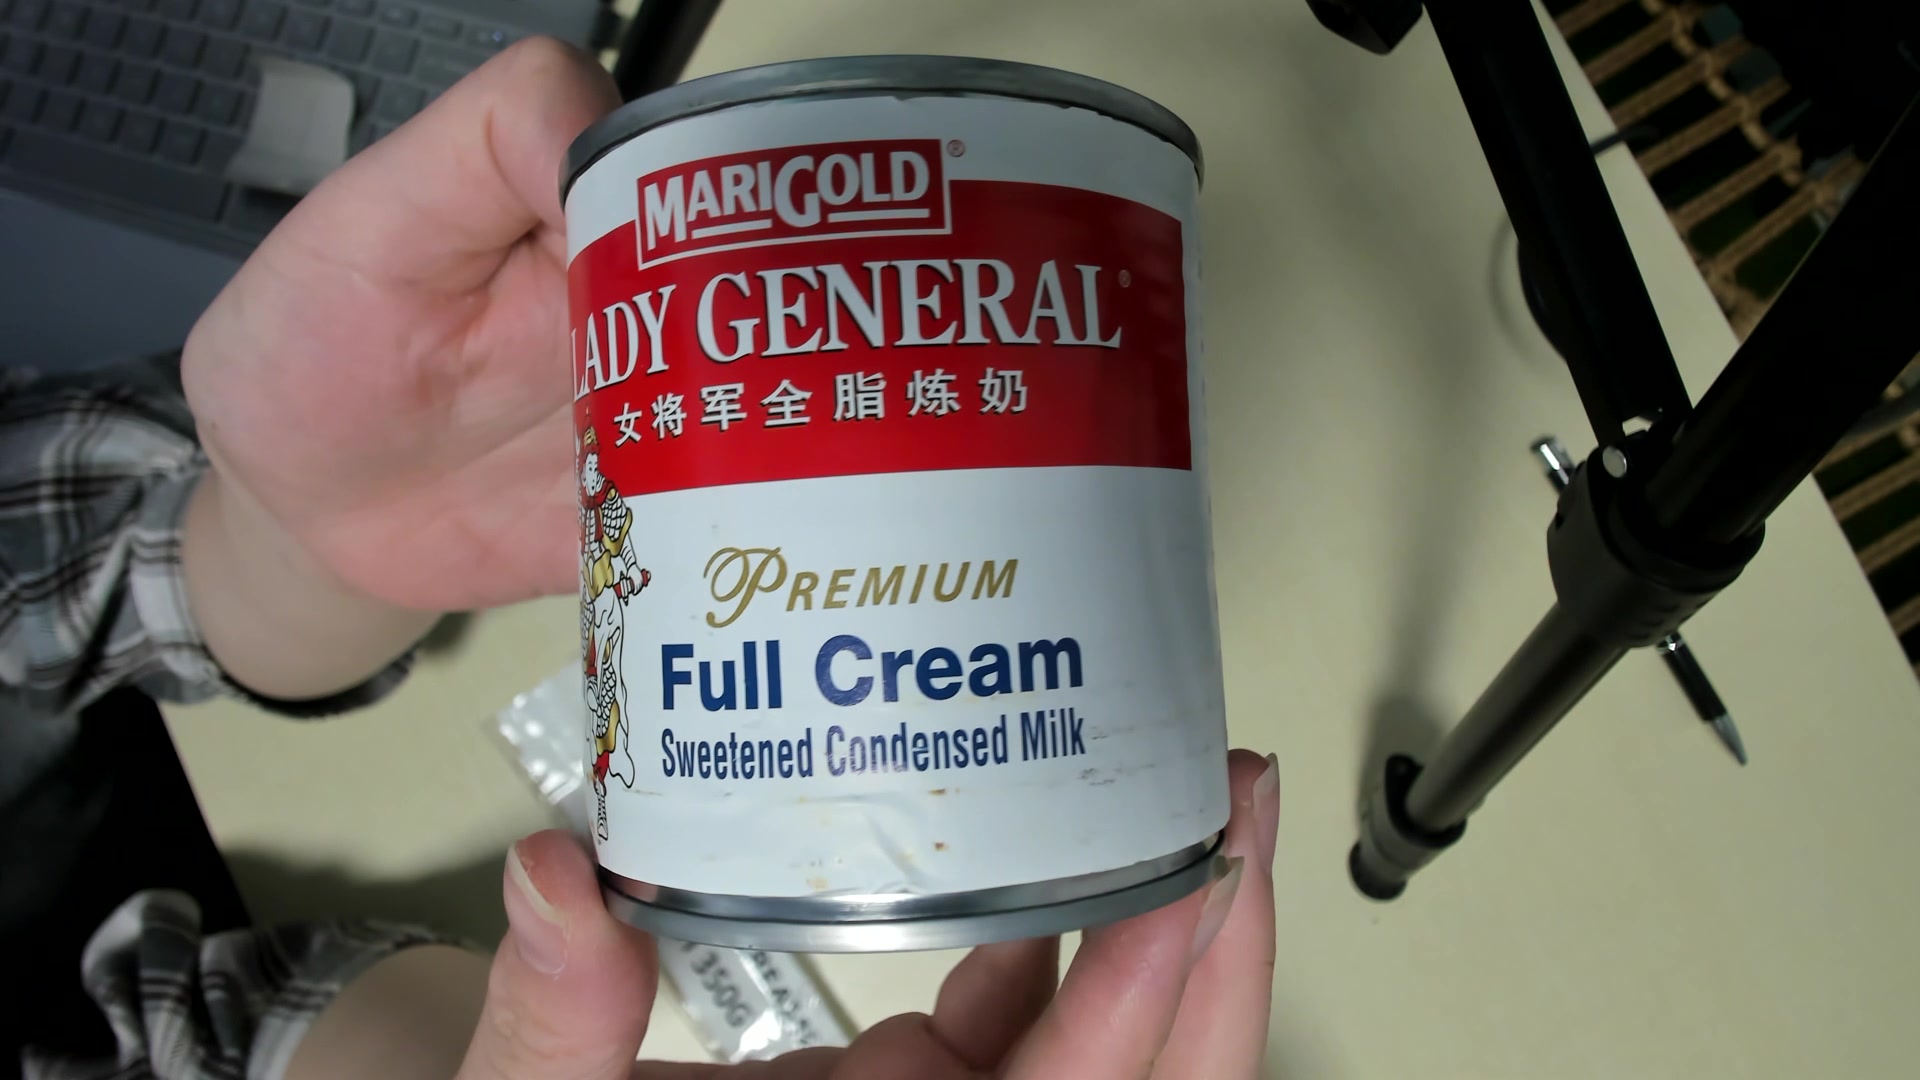 MARIGOLD®
LADY GENERAL®
女将军全脂炼奶
PREMIUM
Full Cream
Sweetened Condensed Milk
350G